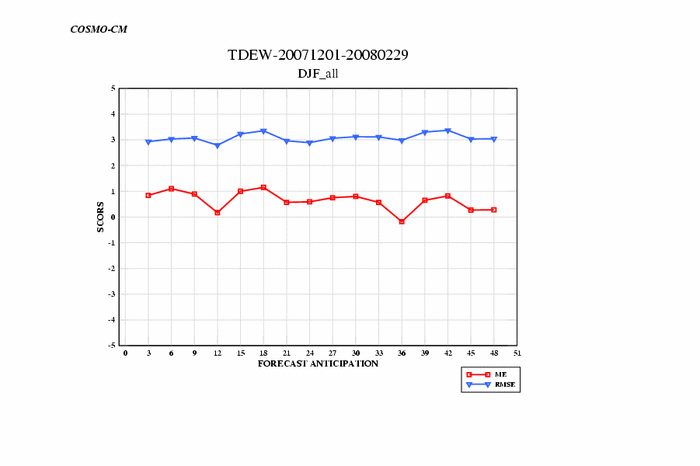 COSMO-CM
TDEW-20071201-20080229
DJF_all
5
4
3
2
1
0
-1
-2
-3
-4
-5
SCORS
0 3 6 9 12 15 18 21 24 27 30 33 36 39 42 45 48 51
FORECAST ANTICIPATION
ME
RMSE